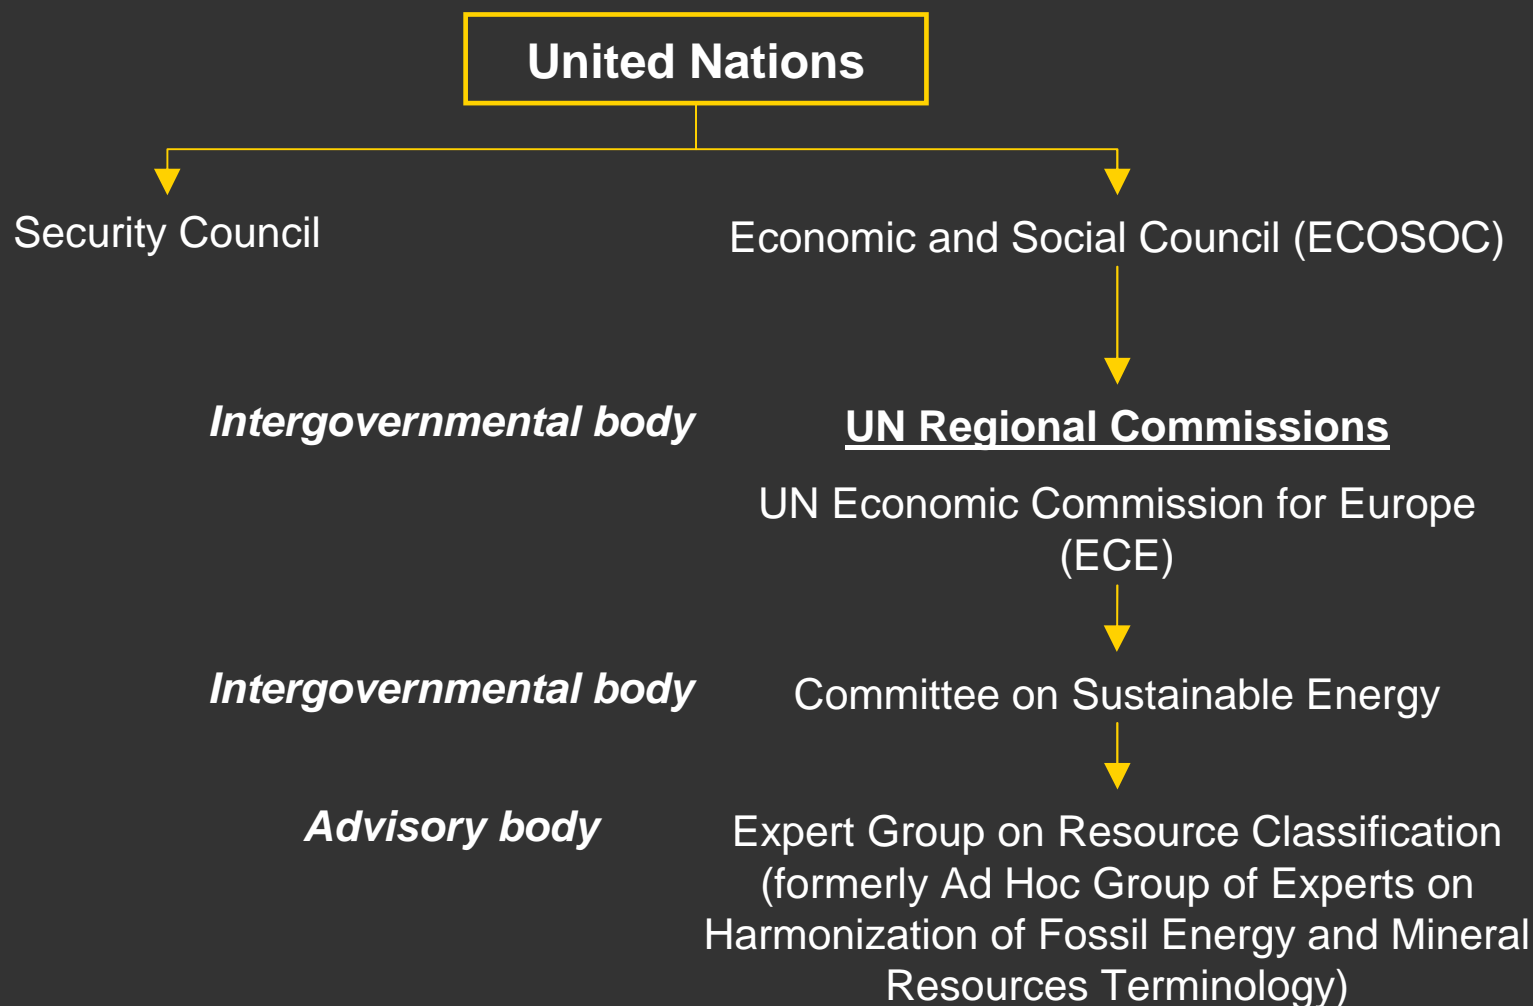 United Nations
Security Council
Economic and Social Council (ECOSOC)
Intergovernmental body
UN Regional Commissions
UN Economic Commission for Europe
(ECE)
Intergovernmental body
Committee on Sustainable Energy
Advisory body
Expert Group on Resource Classification
(formerly Ad Hoc Group of Experts on
Harmonization of Fossil Energy and Mineral
Resources Terminology)